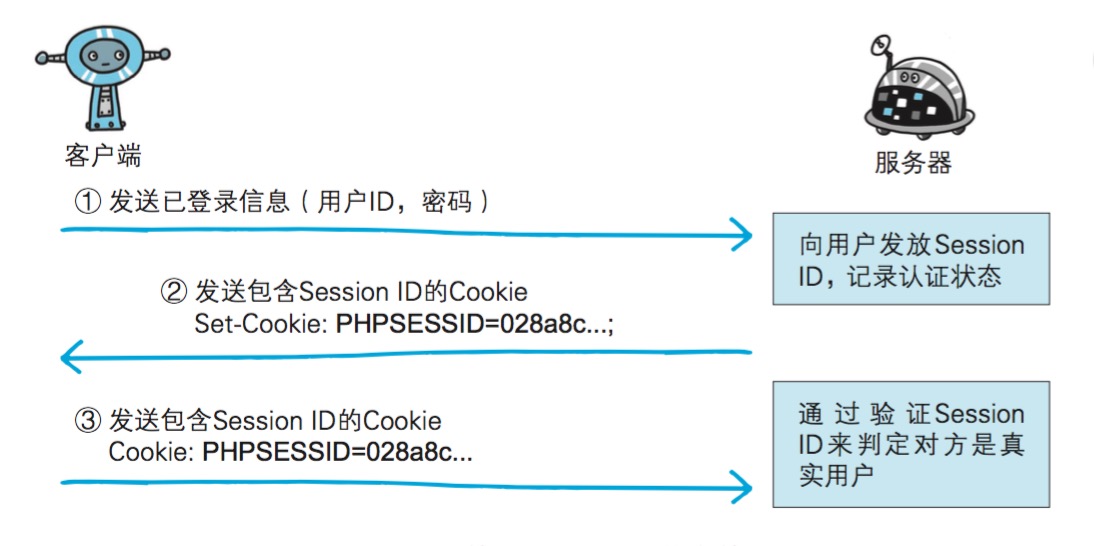 客户端
服务器
① 发送已登录信息（用户ID，密码）
向用户发放Session
ID，记录认证状态
② 发送包含Session ID的Cookie
Set-Cookie: PHPSESSID=028a8c...;
③ 发送包含Session ID的Cookie
Cookie: PHPSESSID=028a8c...
通过验证Session
ID来判定对方是真
实用户